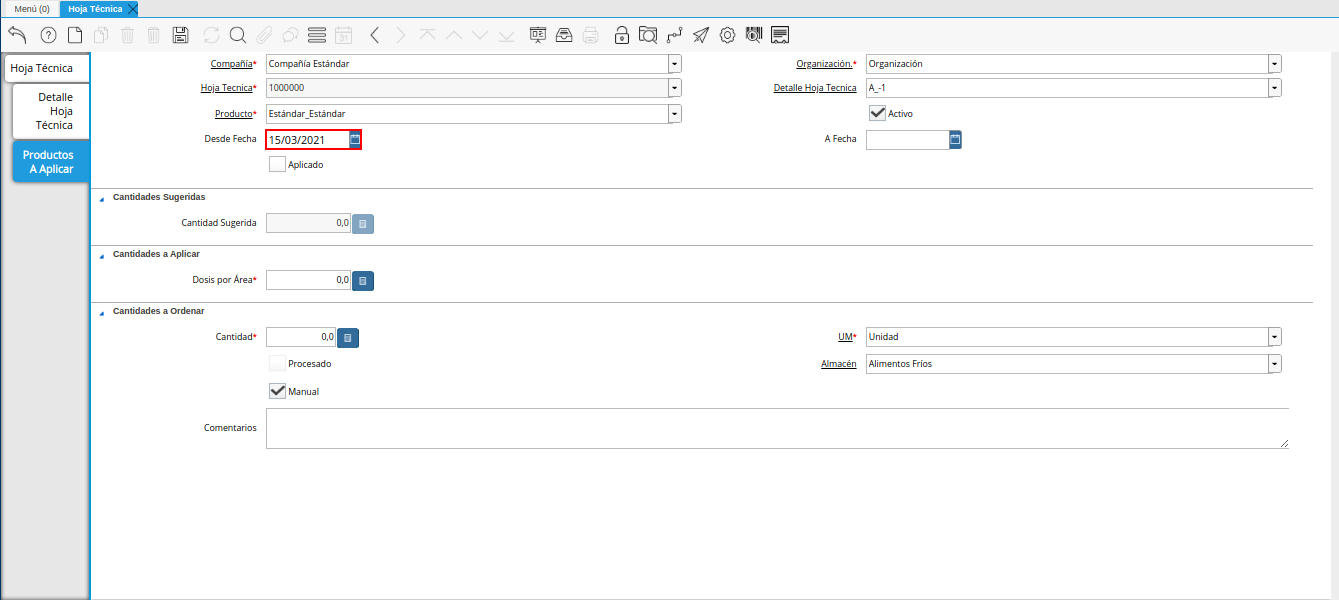 Menú (0) Hoja Técnica
31
Hoja Técnica
Detalle
Hoja
Técnica
Productos
A Aplicar
Compañía* Compañía Estándar Organización.* Organización
Hoja Tecnica* 1000000 Detalle Hoja Tecnica A_-1
Producto* Estándar_Estándar Activo
Desde Fecha 15/03/2021 A Fecha
Aplicado
Cantidades Sugeridas
Cantidad Sugerida 0,0
Cantidades a Aplicar
Dosis por Área* 0,0
Cantidades a Ordenar
Cantidad* 0,0 UM* Unidad
Procesado Almacén Alimentos Fríos
Manual
Comentarios